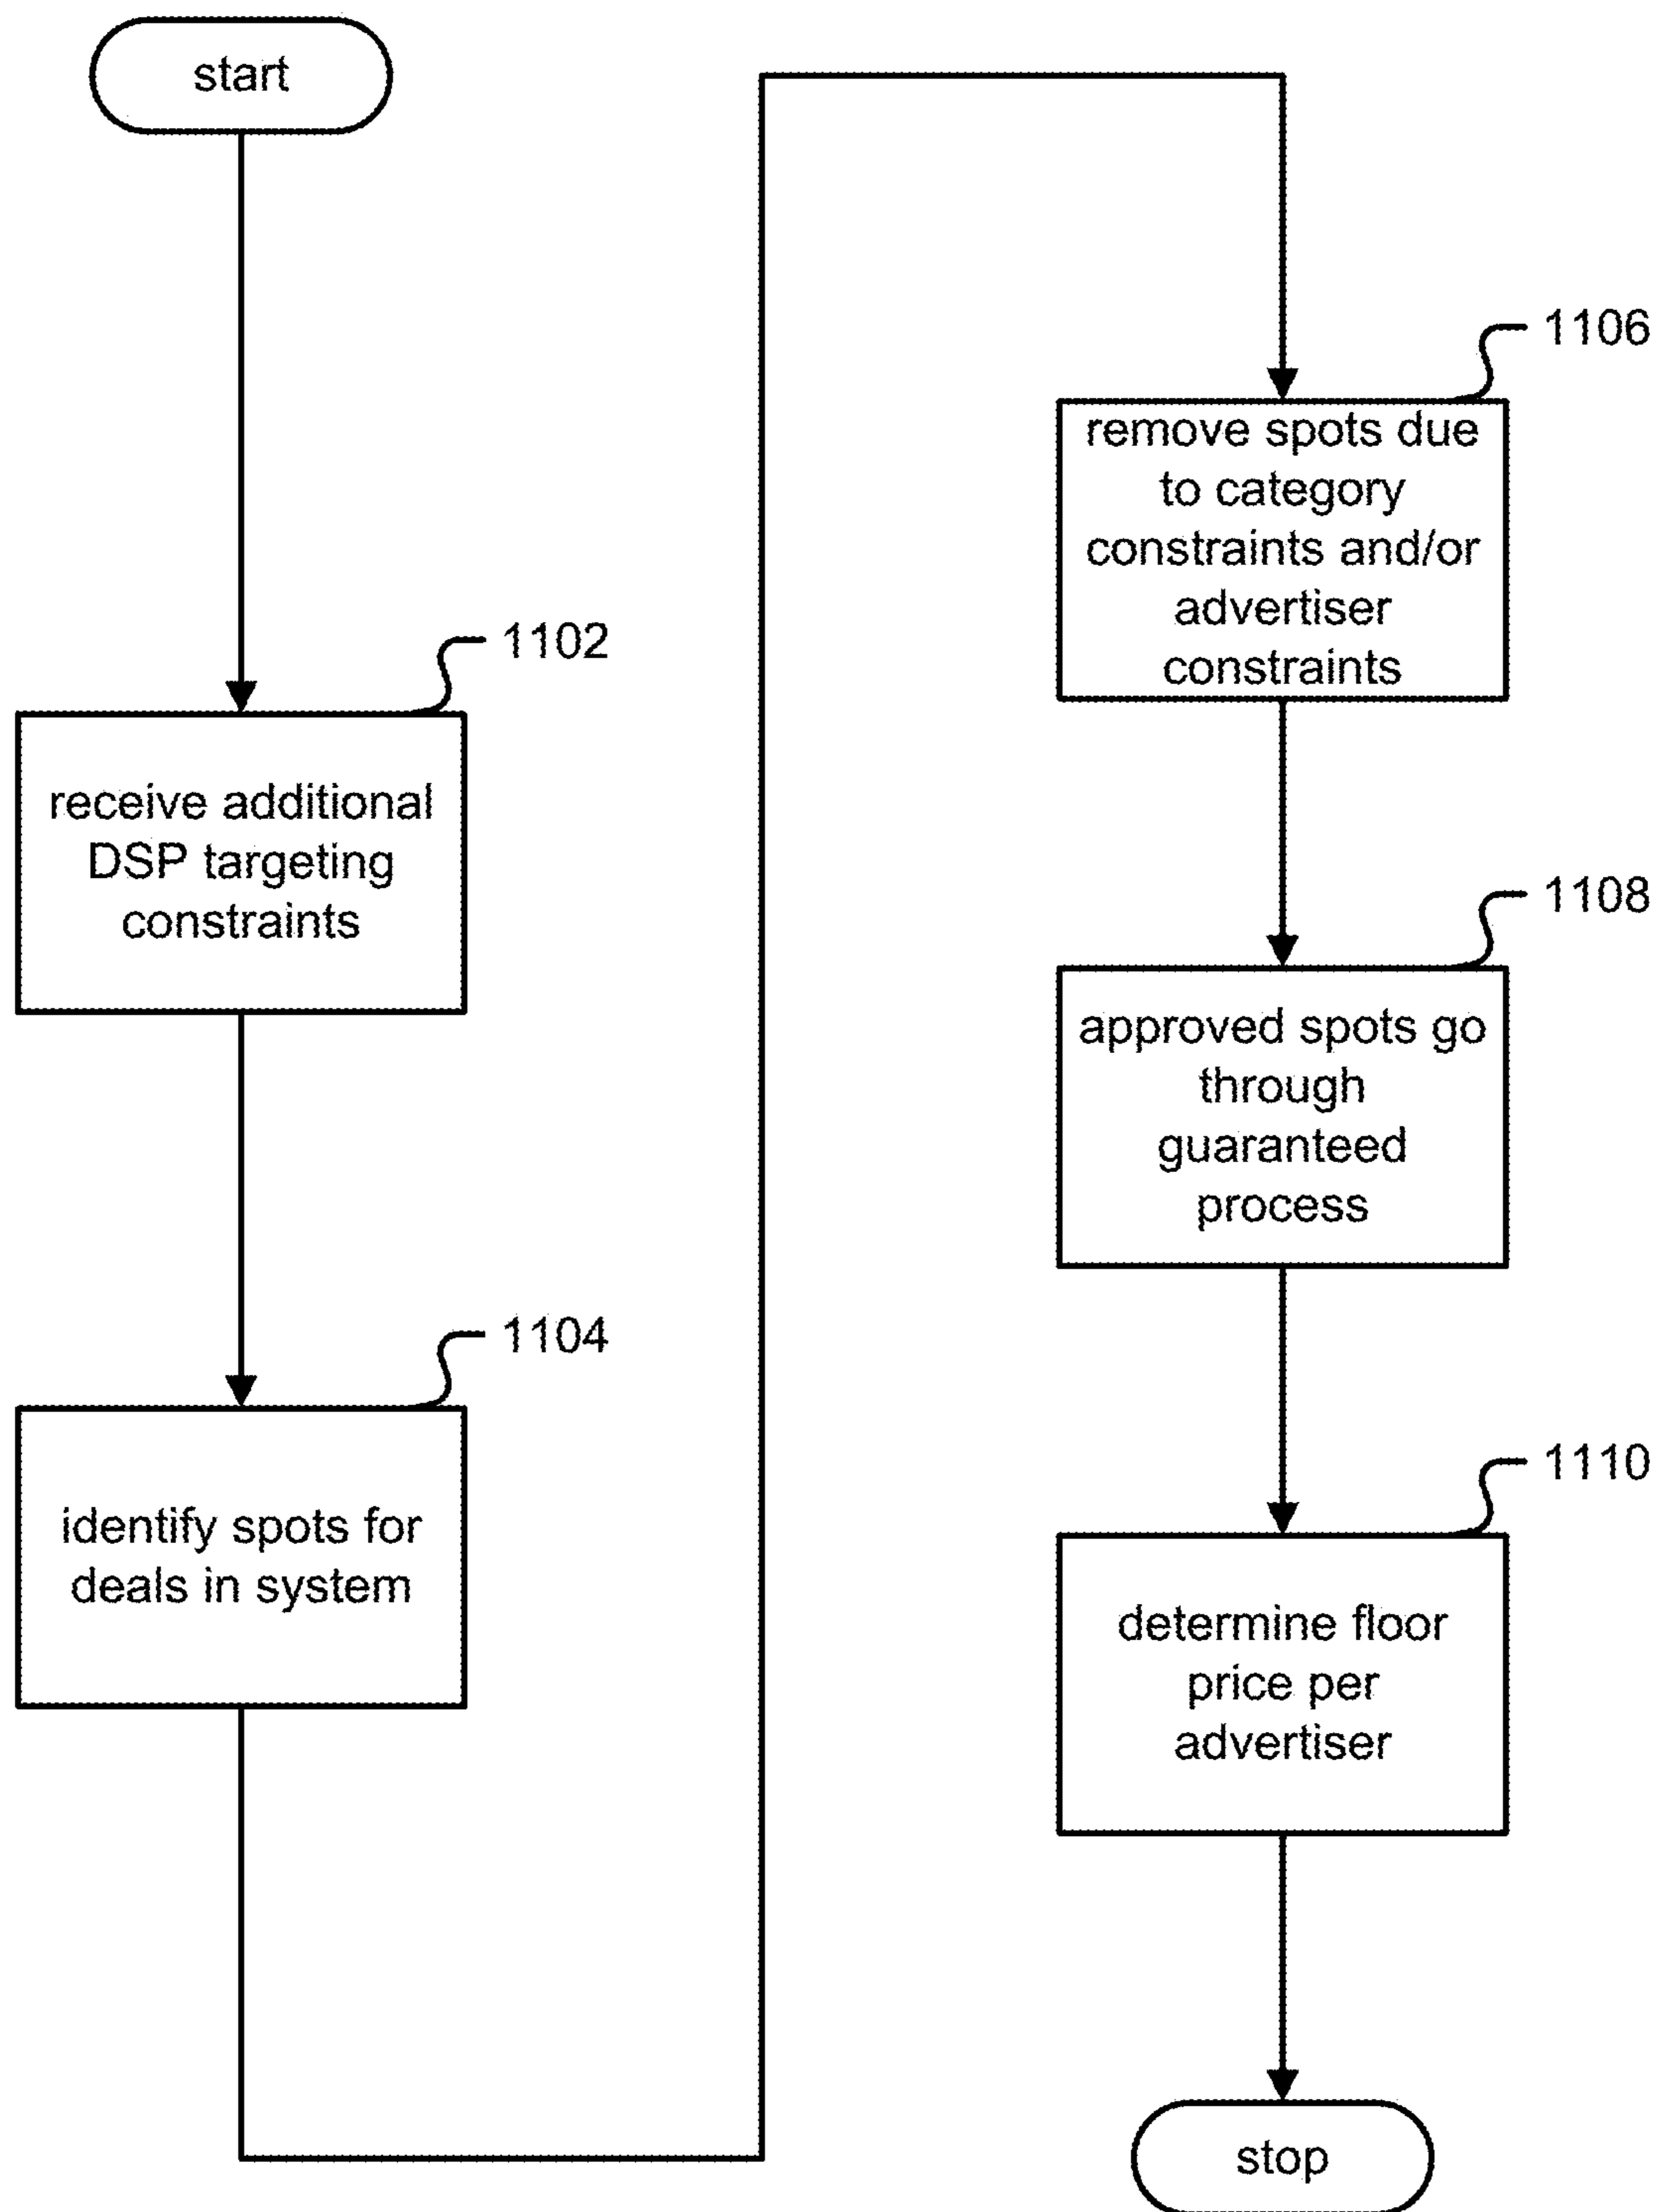 start
1102
receive additional
DSP targeting
constraints
1104
identify spots for
deals in system
1106
remove spots due
to category
constraints and/or
advertiser
constraints
1108
approved spots go
through
guaranteed
process
1110
determine floor
price per
advertiser
stop